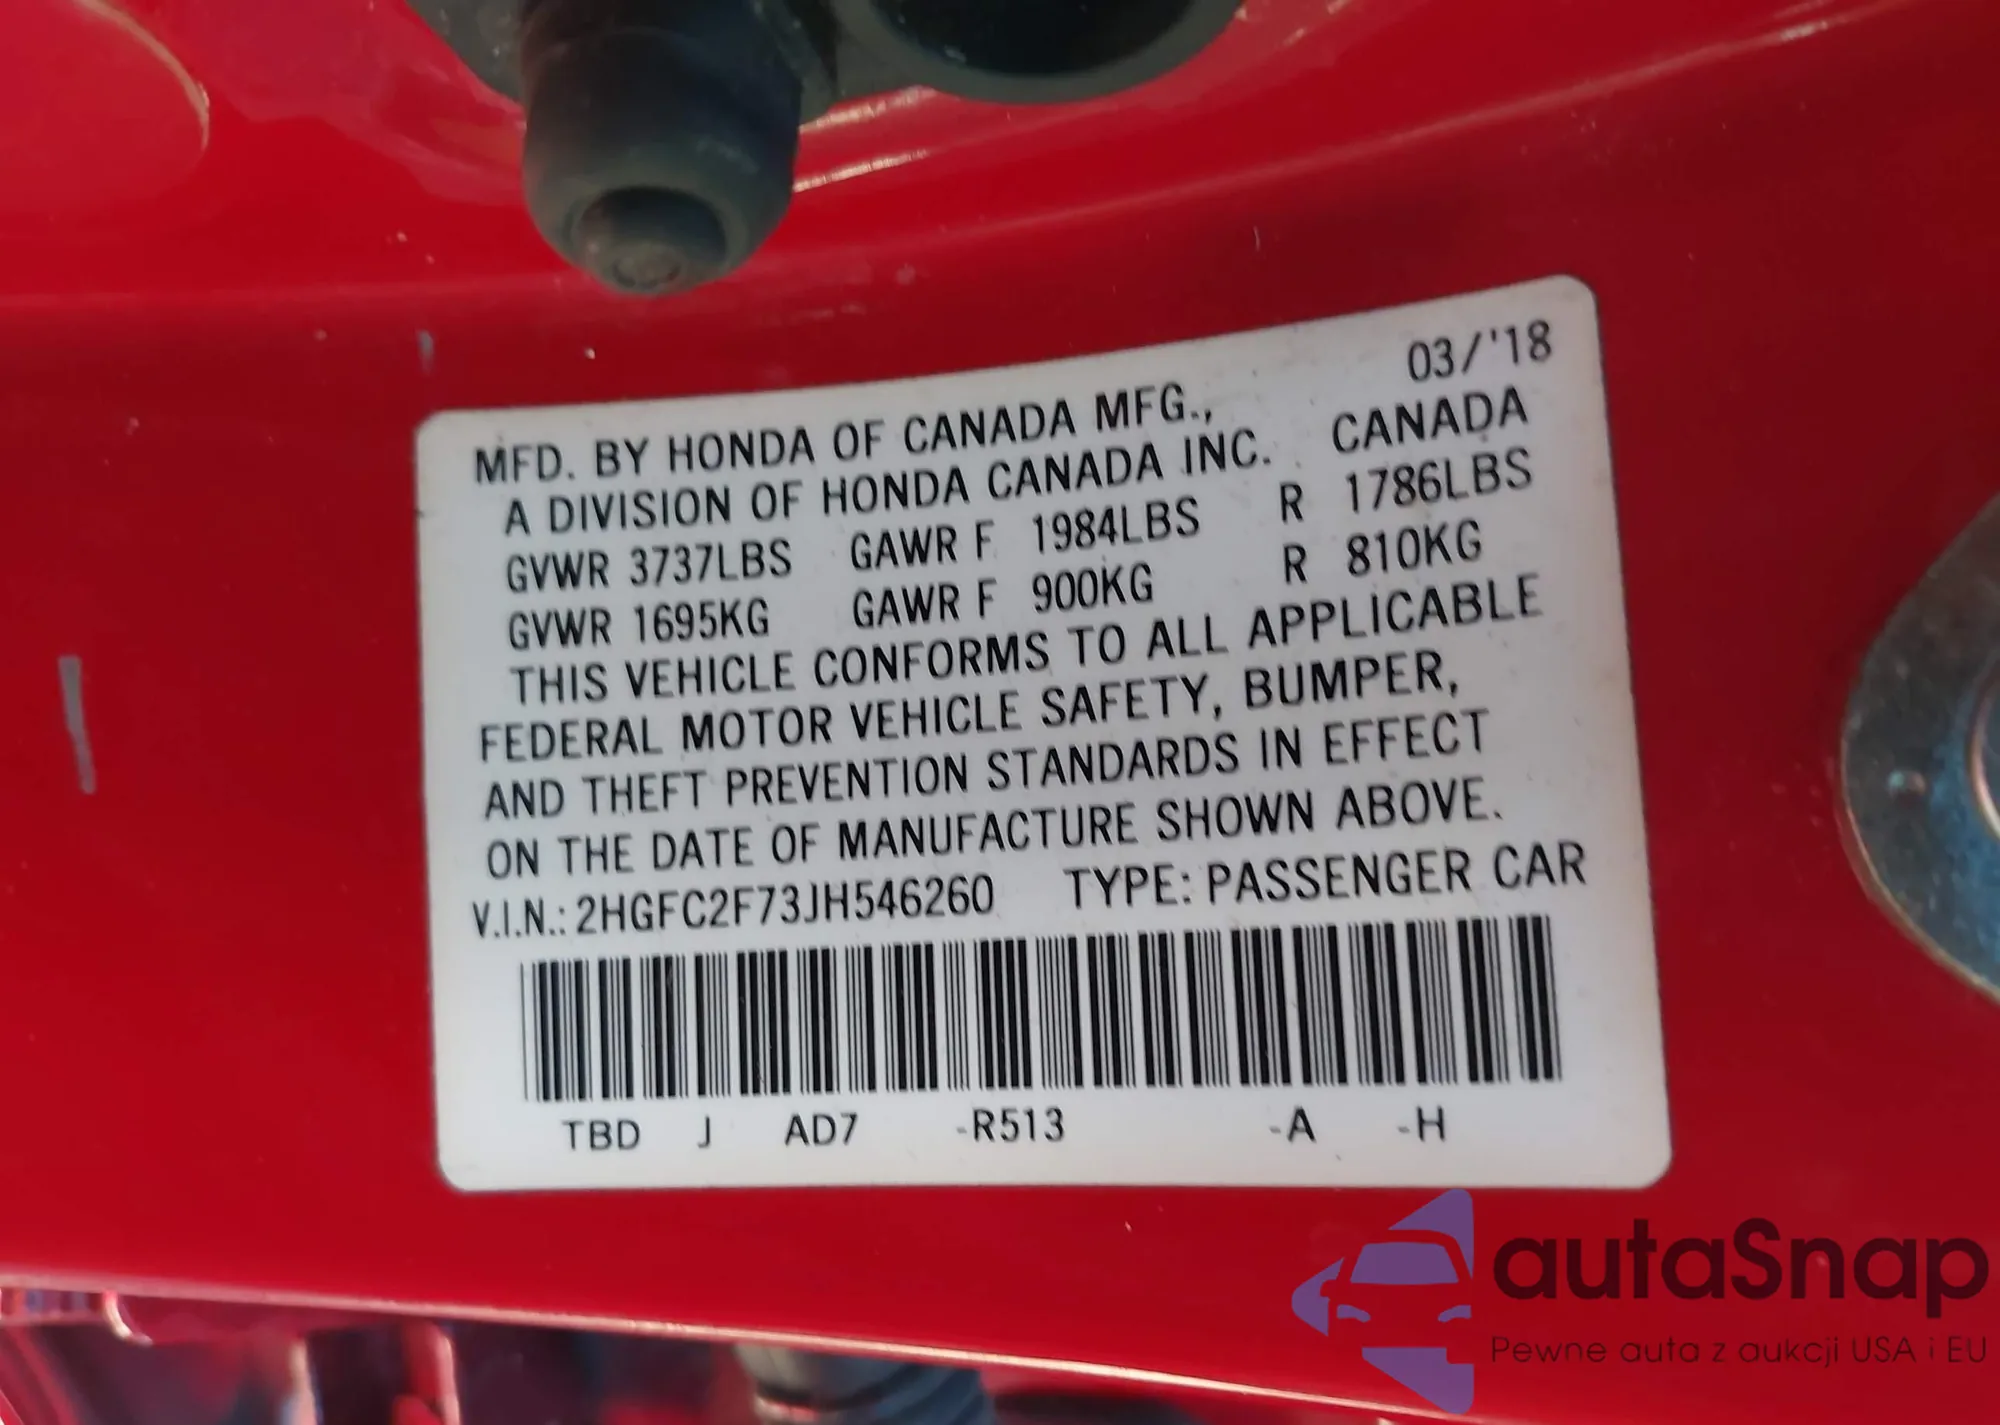 03/'18
MFD. BY HONDA OF CANADA MFG.,
A DIVISION OF HONDA CANADA INC. CANADA
GVWR 3737LBS GAWR F 1984LBS R 1786LBS
GVWR 1695KG GAWR F 900KG R 810KG
THIS VEHICLE CONFORMS TO ALL APPLICABLE
FEDERAL MOTOR VEHICLE SAFETY, BUMPER,
AND THEFT PREVENTION STANDARDS IN EFFECT
ON THE DATE OF MANUFACTURE SHOWN ABOVE.
V.I.N.: 2HGFC2F73JH546260 TYPE: PASSENGER CAR
TBD J AD7 -R513 -A -H
autaSnap
Pewne auta z aukcji USA i EU